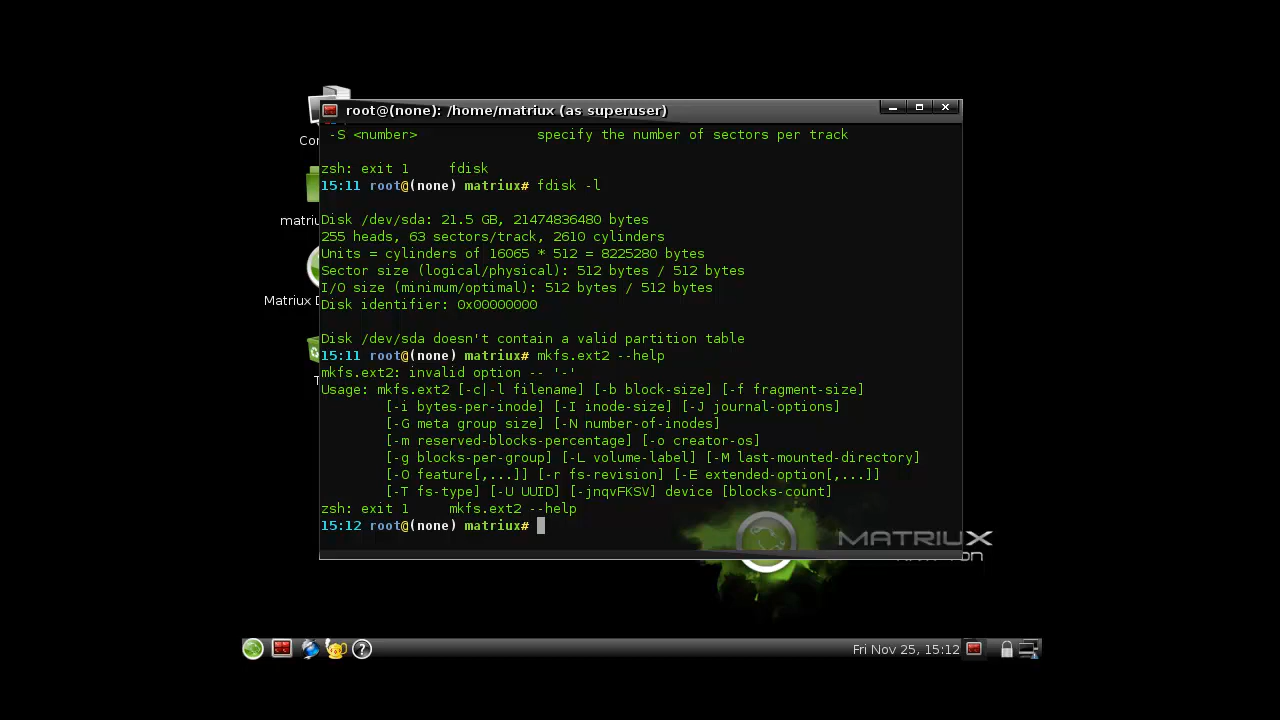 root@(none): /home/matriux (as superuser)
-S <number> specify the number of sectors per track
zsh: exit 1 fdisk
15:11 root@(none) matriux# fdisk -l
Disk /dev/sda: 21.5 GB, 21474836480 bytes
255 heads, 63 sectors/track, 2610 cylinders
Units = cylinders of 16065 * 512 = 8225280 bytes
Sector size (logical/physical): 512 bytes / 512 bytes
I/O size (minimum/optimal): 512 bytes / 512 bytes
Disk identifier: 0x00000000
Disk /dev/sda doesn't contain a valid partition table
15:11 root@(none) matriux# mkfs.ext2 --help
mkfs.ext2: invalid option -- '-'
Usage: mkfs.ext2 [-c|-l filename] [-b block-size] [-f fragment-size]
[-i bytes-per-inode] [-I inode-size] [-J journal-options]
[-G meta group size] [-N number-of-inodes]
[-m reserved-blocks-percentage] [-o creator-os]
[-g blocks-per-group] [-L volume-label] [-M last-mounted-directory]
[-O feature[,...]] [-r fs-revision] [-E extended-option[,...]]
[-T fs-type] [-U UUID] [-jnqvFKSV] device [blocks-count]
zsh: exit 1 mkfs.ext2 --help
15:12 root@(none) matriux#
Co
matriu
Matriux D
T
MATRIUX
Fri Nov 25, 15:12